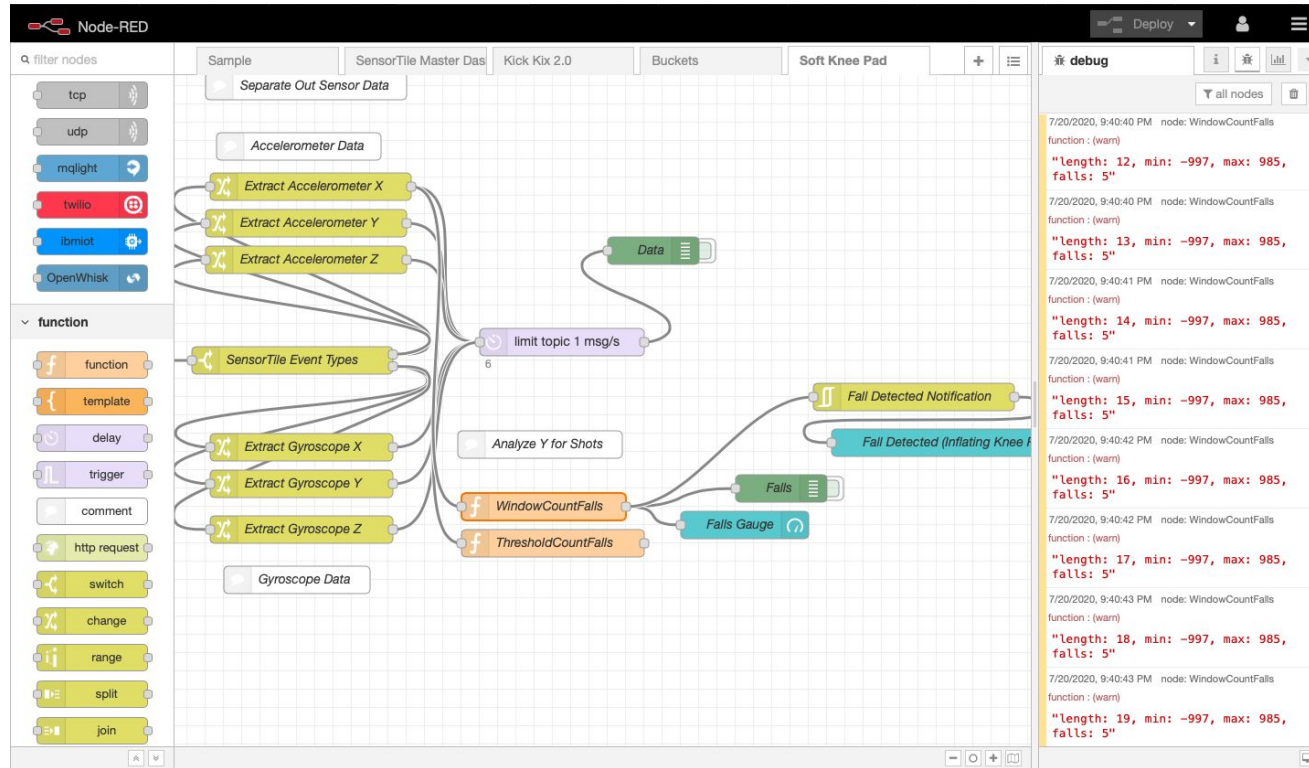 Node-RED
Deploy
filter nodes
tcp
udp
mqlight
twilio
ibmiot
OpenWhisk
function
function
template
delay
trigger
comment
http request
switch
change
range
split
join
Sample
SensorTile Master Das
Kick Kix 2.0
Buckets
Soft Knee Pad
Separate Out Sensor Data
Accelerometer Data
Extract Accelerometer X
Extract Accelerometer Y
Extract Accelerometer Z
Data
limit topic 1 msg/s
6
SensorTile Event Types
Fall Detected Notification
Extract Gyroscope X
Analyze Y for Shots
Fall Detected (Inflating Knee
Extract Gyroscope Y
Falls
WindowCountFalls
Extract Gyroscope Z
Falls Gauge
ThresholdCountFalls
Gyroscope Data
debug
i
all nodes
7/20/2020, 9:40:40 PM node: WindowCountFalls
function : (warn)
"length: 12, min: -997, max: 985,
falls: 5"
7/20/2020, 9:40:40 PM node: WindowCountFalls
function : (warn)
"length: 13, min: -997, max: 985,
falls: 5"
7/20/2020, 9:40:41 PM node: WindowCountFalls
function : (warn)
"length: 14, min: -997, max: 985,
falls: 5"
7/20/2020, 9:40:41 PM node: WindowCountFalls
function : (warn)
"length: 15, min: -997, max: 985,
falls: 5"
7/20/2020, 9:40:42 PM node: WindowCountFalls
function : (warn)
"length: 16, min: -997, max: 985,
falls: 5"
7/20/2020, 9:40:42 PM node: WindowCountFalls
function : (warn)
"length: 17, min: -997, max: 985,
falls: 5"
7/20/2020, 9:40:43 PM node: WindowCountFalls
function : (warn)
"length: 18, min: -997, max: 985,
falls: 5"
7/20/2020, 9:40:43 PM node: WindowCountFalls
function : (warn)
"length: 19, min: -997, max: 985,
falls: 5"